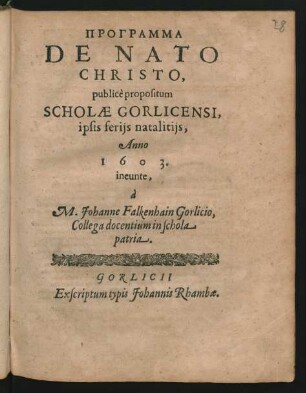 28
ΠΡΟΓΡΑΜΜΑ
DE NATO
CHRISTO,
publicè propositum
SCHOLÆ GORLICENSI,
ipsis ferijs natalitijs,
Anno
1603.
ineunte,
à
M. Johanne Falkenhain Gorlicio,
Collega docentium in schola
patria.
GORLICII
Exscriptum typis Johannis Rhambæ.